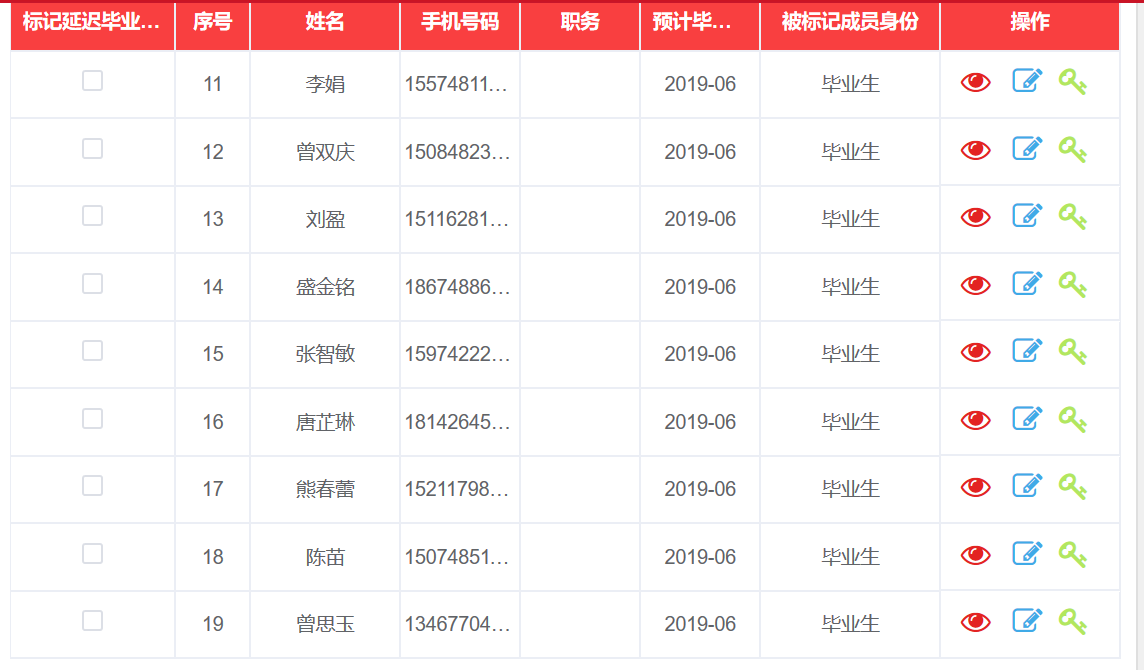 标记延迟毕业... 序号 姓名 手机号码 职务 预计毕... 被标记成员身份 操作
11 李娟 15574811... 2019-06 毕业生
12 曾双庆 15084823... 2019-06 毕业生
13 刘盈 15116281... 2019-06 毕业生
14 盛金铭 18674886... 2019-06 毕业生
15 张智敏 15974222... 2019-06 毕业生
16 唐芷琳 18142645... 2019-06 毕业生
17 熊春蕾 15211798... 2019-06 毕业生
18 陈苗 15074851... 2019-06 毕业生
19 曾思玉 13467704... 2019-06 毕业生